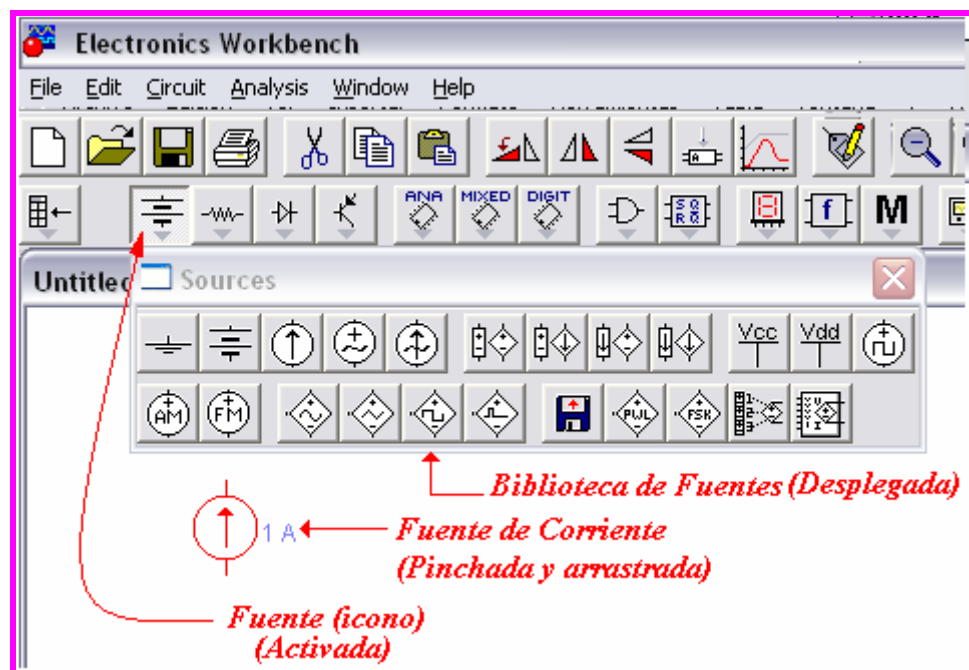 Electronics Workbench
File Edit Circuit Analysis Window Help
A
ANA MIXED DIGIT
S Q
R Q
f M
Untitled
Sources
Vcc Vdd
AM FM PWL FSK
Biblioteca de Fuentes (Desplegada)
1 A
Fuente de Corriente
(Pinchada y arrastrada)
Fuente (icono)
(Activada)